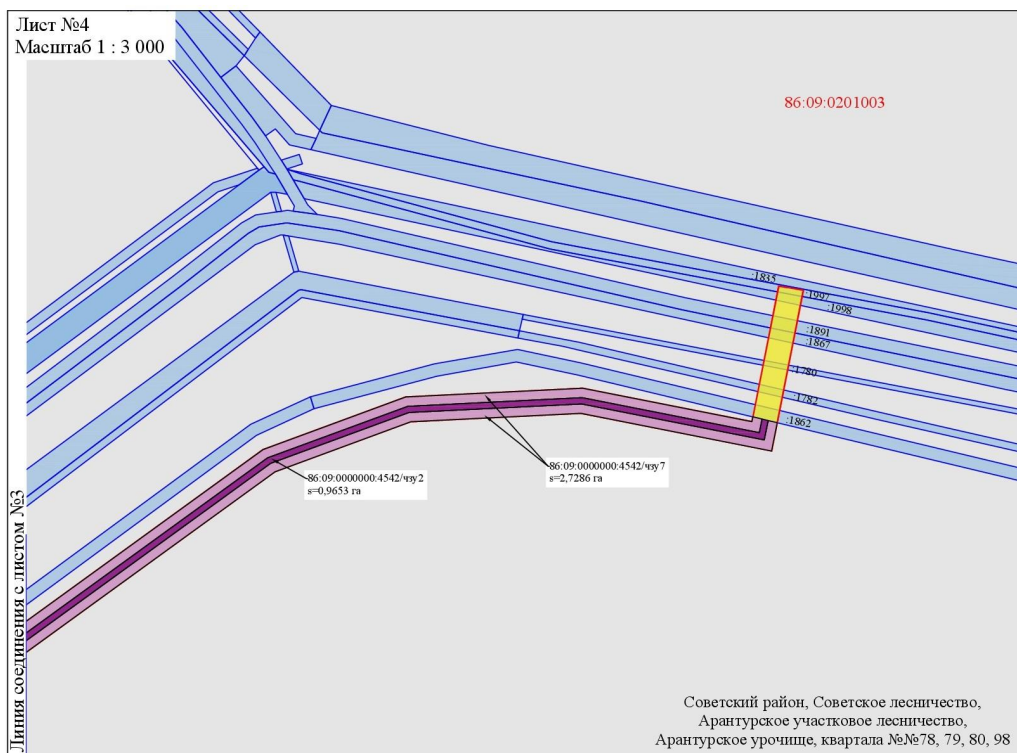 Лист №4
Масштаб 1 : 3 000
86:09:0201003
:1835
:1997
:1998
:1891
:1867
:1780
:1782
:1862
86:09:0000000:4542/чзу2
s=0,9653 га
86:09:0000000:4542/чзу7
s=2,7286 га
Линия соединения с листом №3
Советский район, Советское лесничество,
Арантурское участковое лесничество,
Арантурское урочище, квартала №№78, 79, 80, 98